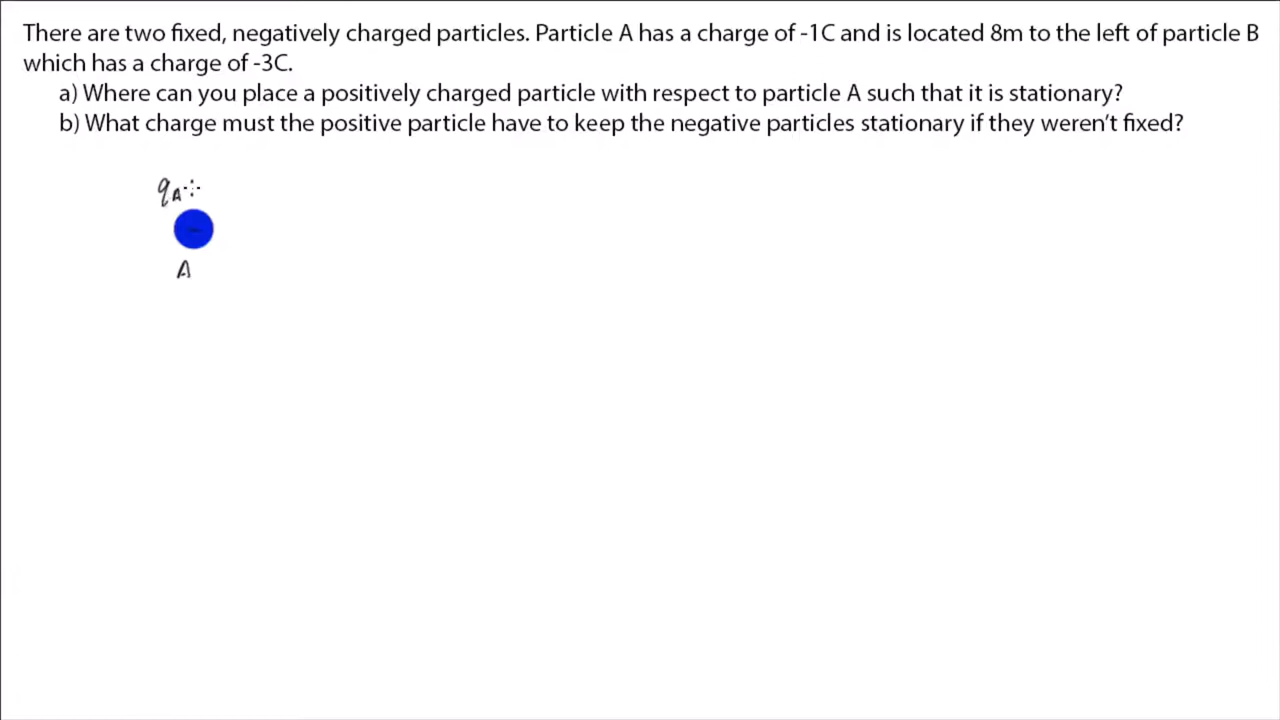 There are two fixed, negatively charged particles. Particle A has a charge of -1C and is located 8m to the left of particle B
which has a charge of -3C.
a) Where can you place a positively charged particle with respect to particle A such that it is stationary?
b) What charge must the positive particle have to keep the negative particles stationary if they weren't fixed?
qA
-
A